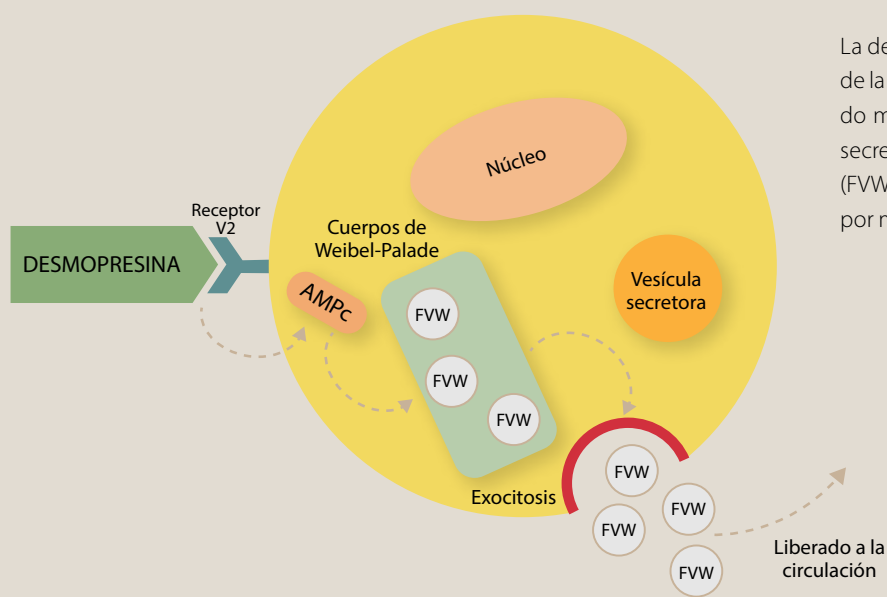 La de
de la
do m
secre
(FVW
por m
Núcleo
Receptor
V2
DESMOPRESINA
Cuerpos de
Weibel-Palade
AMPc
Vesícula
secretora
FVW
FVW
FVW
Exocitosis
FVW
FVW
FVW
FVW
Liberado a la
circulación